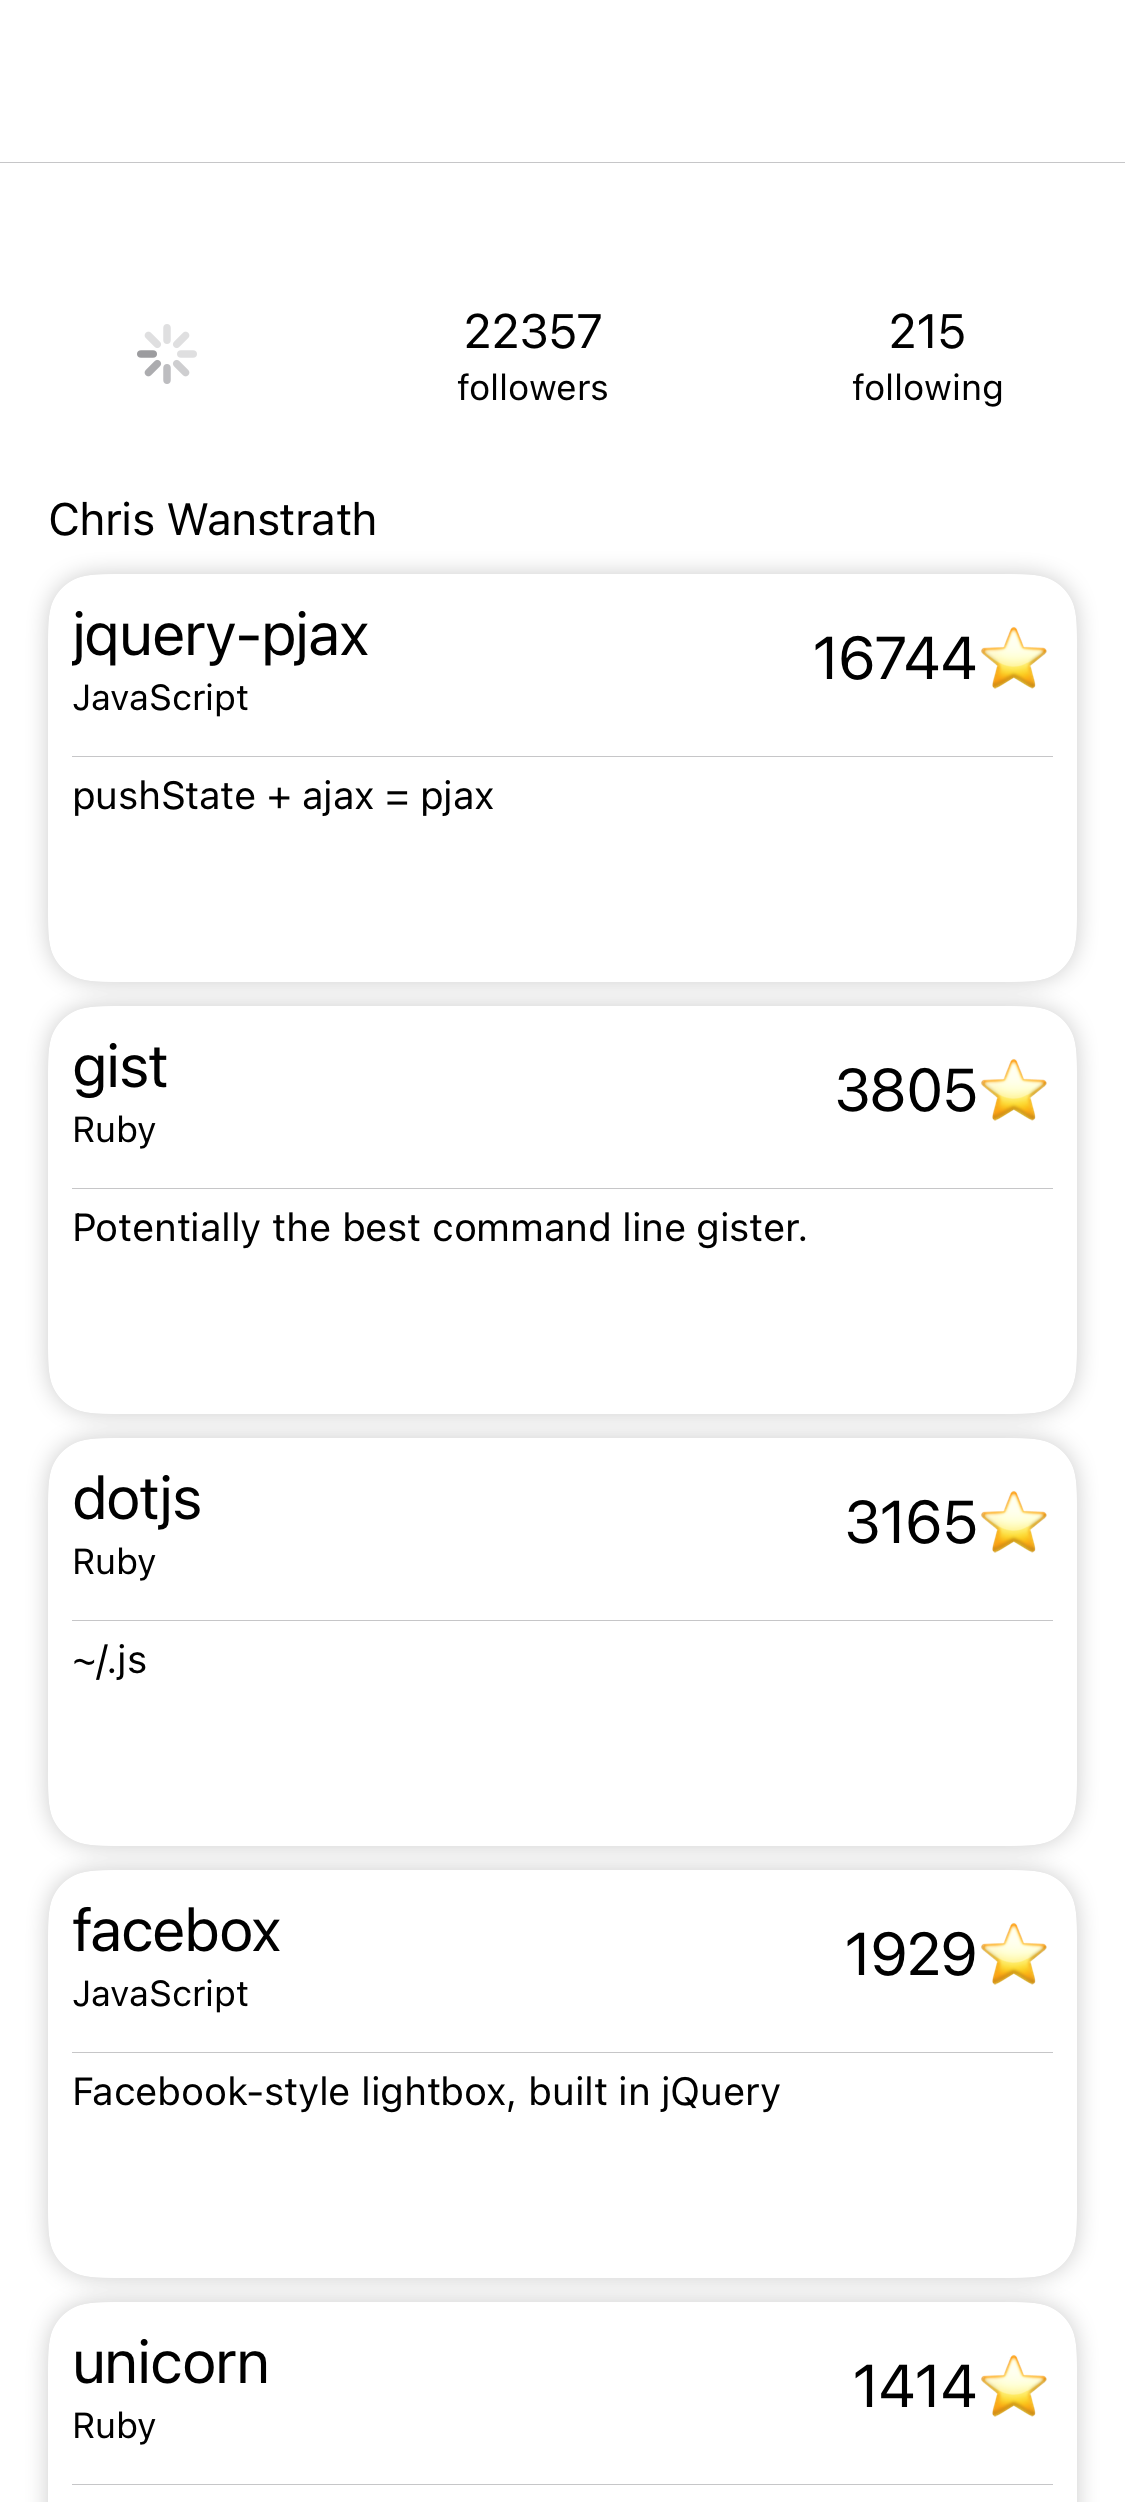 22357 215
followers following
Chris Wanstrath
jquery-pjax
16744⭐
JavaScript
pushState + ajax = pjax
gist
3805⭐
Ruby
Potentially the best command line gister.
dotjs
3165⭐
Ruby
~/.js
facebox
1929⭐
JavaScript
Facebook-style lightbox, built in jQuery
unicorn
1414⭐
Ruby